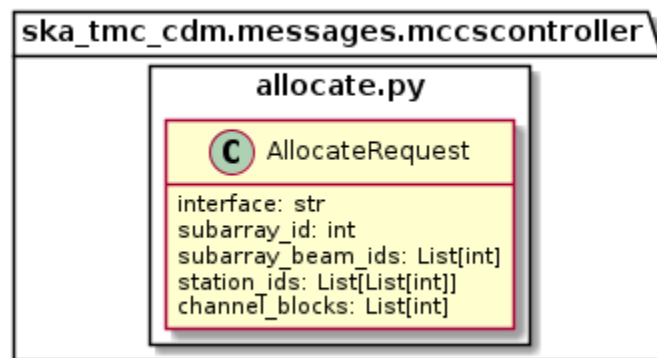 ska_tmc_cdm.messages.mccscontroller
allocate.py
C AllocateRequest
interface: str
subarray_id: int
subarray_beam_ids: List[int]
station_ids: List[List[int]]
channel_blocks: List[int]